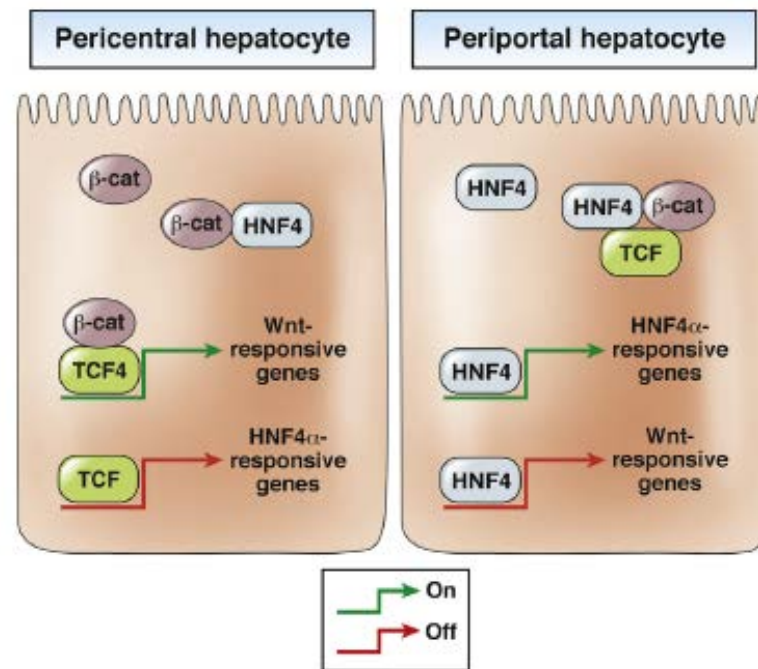 Pericentral hepatocyte
β-cat
β-cat HNF4
β-cat
TCF4
Wnt-
responsive
genes
TCF
HNF4α-
responsive
genes
Periportal hepatocyte
HNF4
HNF4 β-cat
TCF
HNF4
HNF4α-
responsive
genes
HNF4
Wnt-
responsive
genes
On
Off